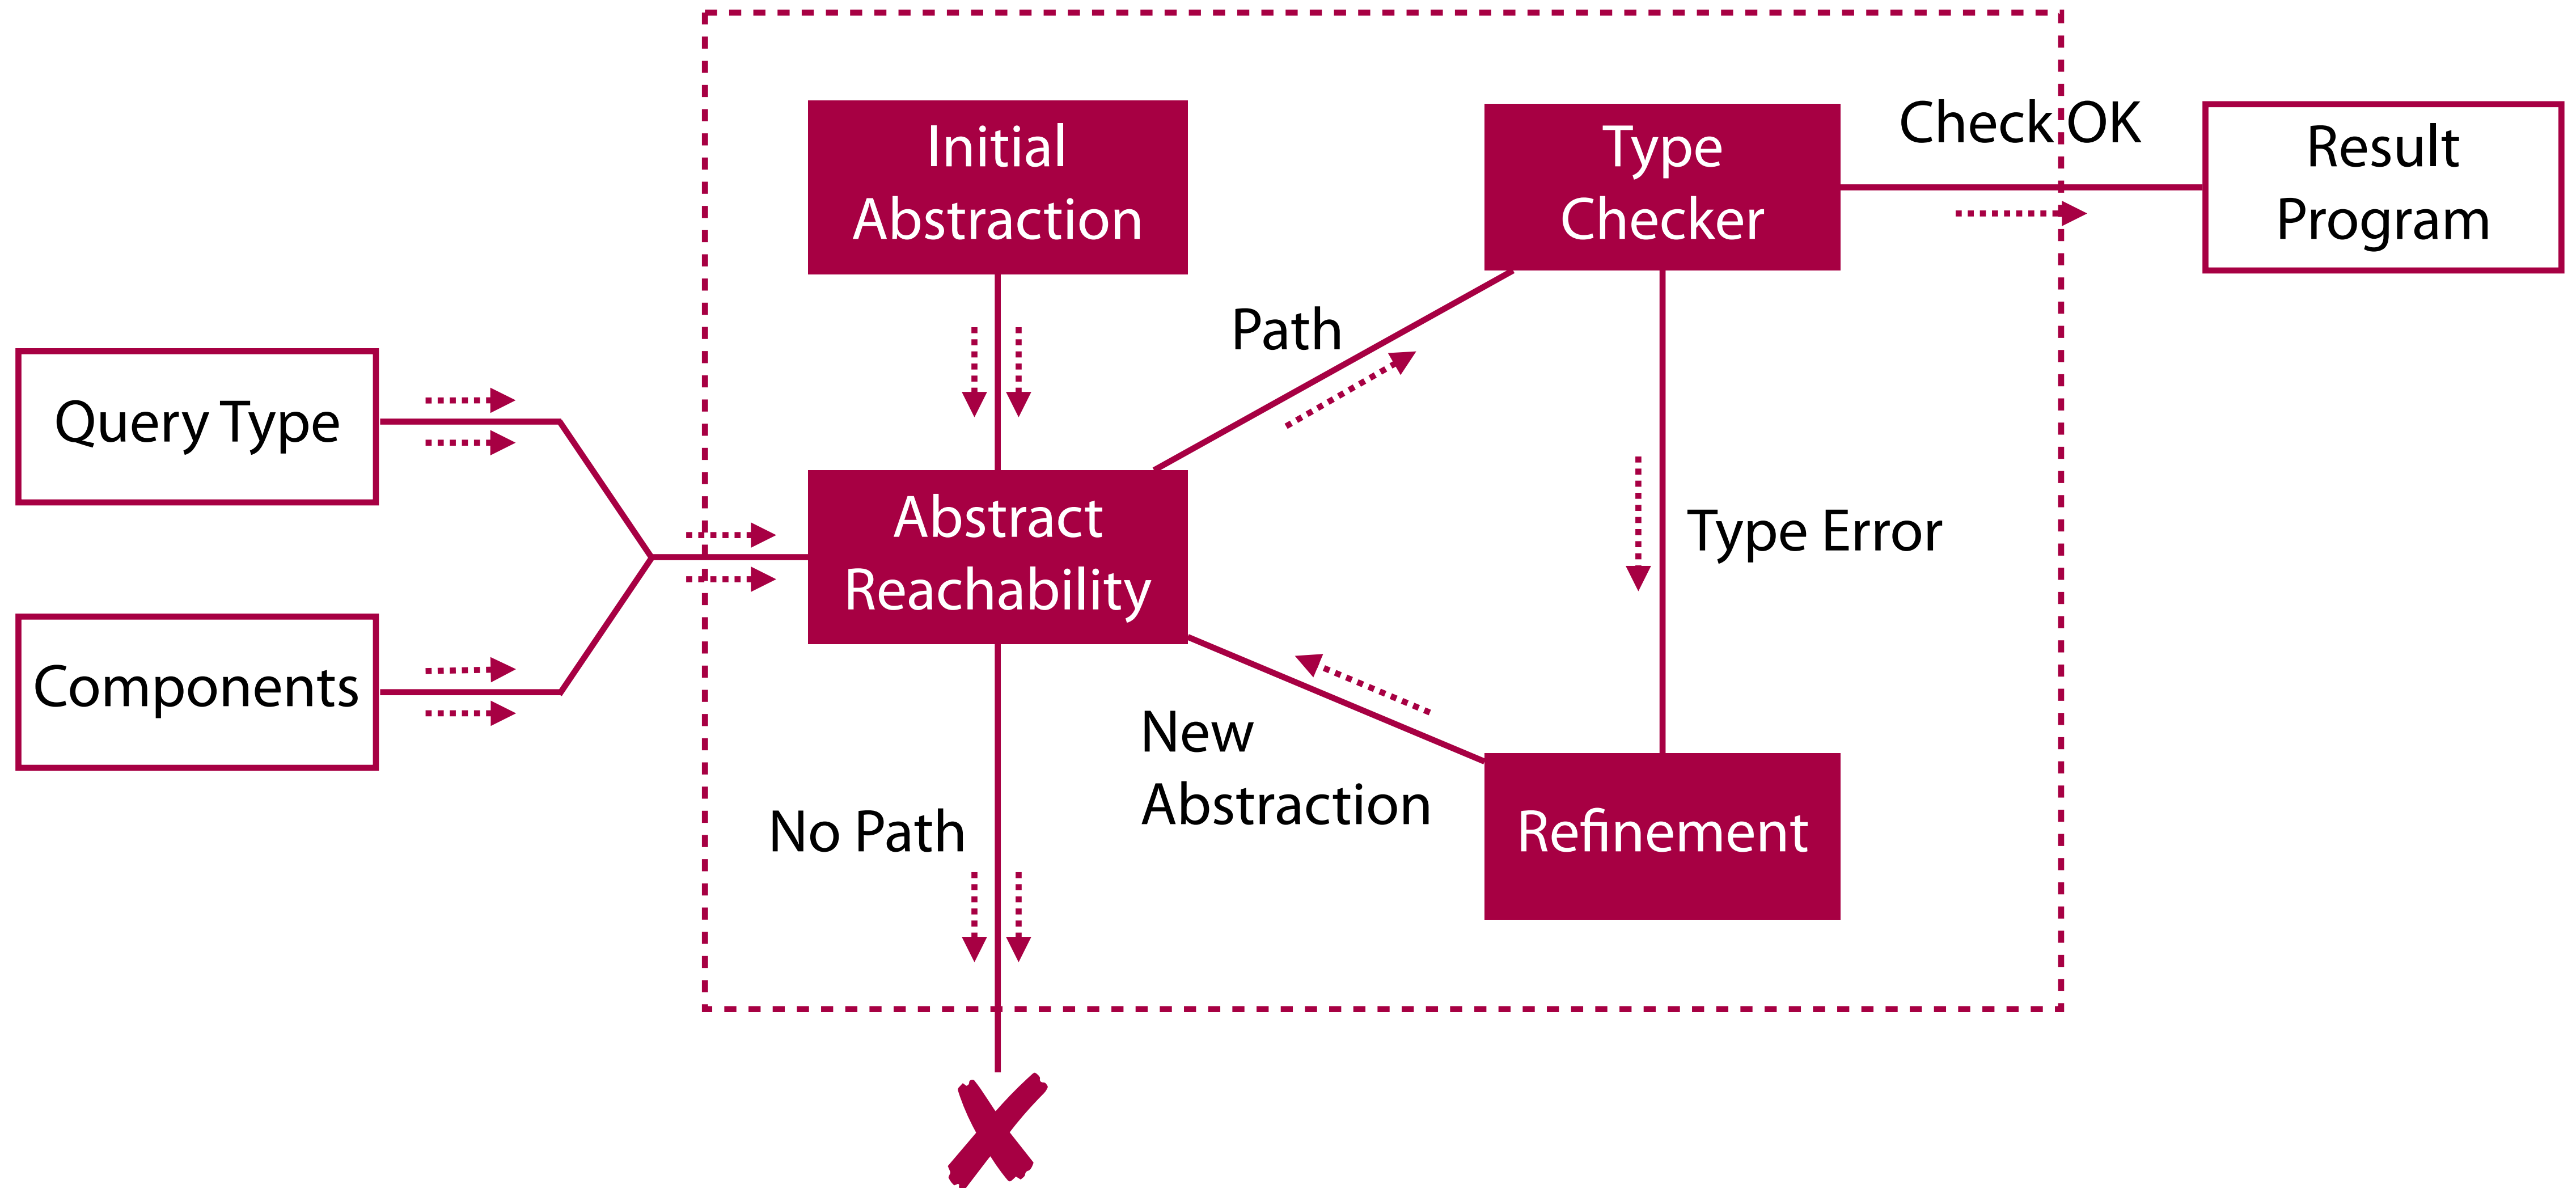 Initial
Abstraction
Type
Checker
Check OK
Result
Program
Path
Query Type
Abstract
Reachability
Type Error
Components
New
Abstraction
No Path
Refinement